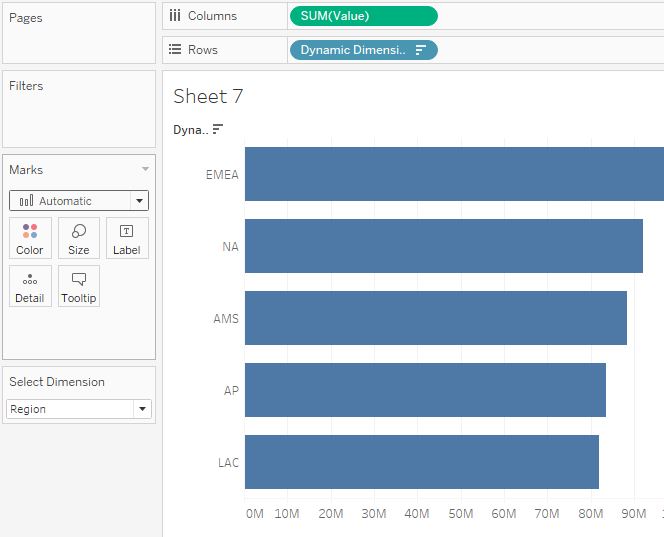 Pages
Columns
SUM(Value)
Rows
Dynamic Dimensi..
Filters
Sheet 7
Dyna..
Marks
Automatic
Color
Size
Label
Detail
Tooltip
Select Dimension
Region
EMEA
NA
AMS
AP
LAC
0M 10M 20M 30M 40M 50M 60M 70M 80M 90M